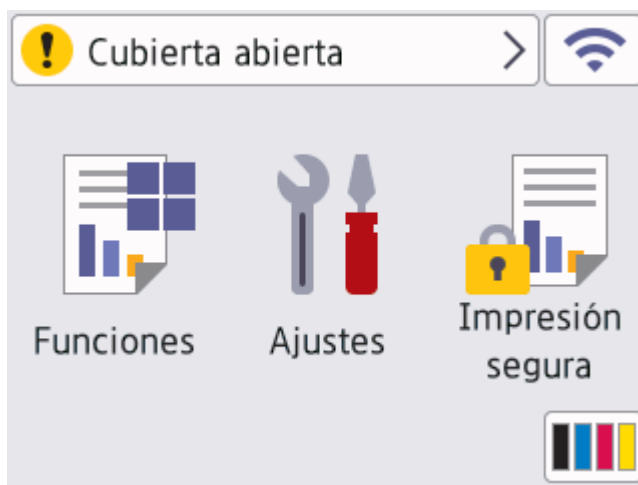 Cubierta abierta
Funciones
Ajustes
Impresión
segura